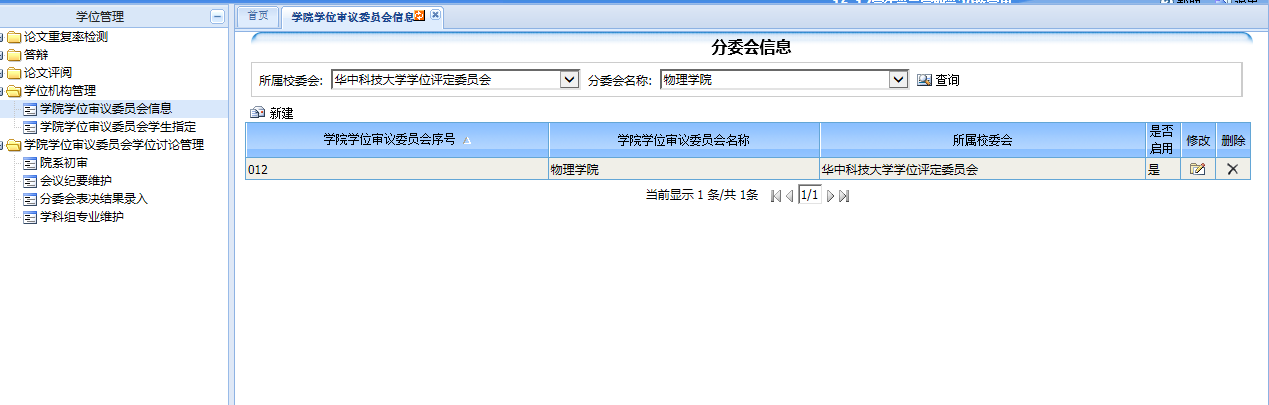 学位管理
论文重复率检测
答辩
论文评阅
学位机构管理
学院学位审议委员会信息
学院学位审议委员会学生指定
学院学位审议委员会学位讨论管理
院系初审
会议纪要维护
分委会表决结果录入
学科组专业维护
首页
学院学位审议委员会信息
分委会信息
所属校委会: 华中科技大学学位评定委员会 分委会名称: 物理学院 查询
新建
学院学位审议委员会序号 学院学位审议委员会名称 所属校委会 是否启用 修改 删除
012 物理学院 华中科技大学学位评定委员会 是
当前显示 1 条/共 1条 1/1